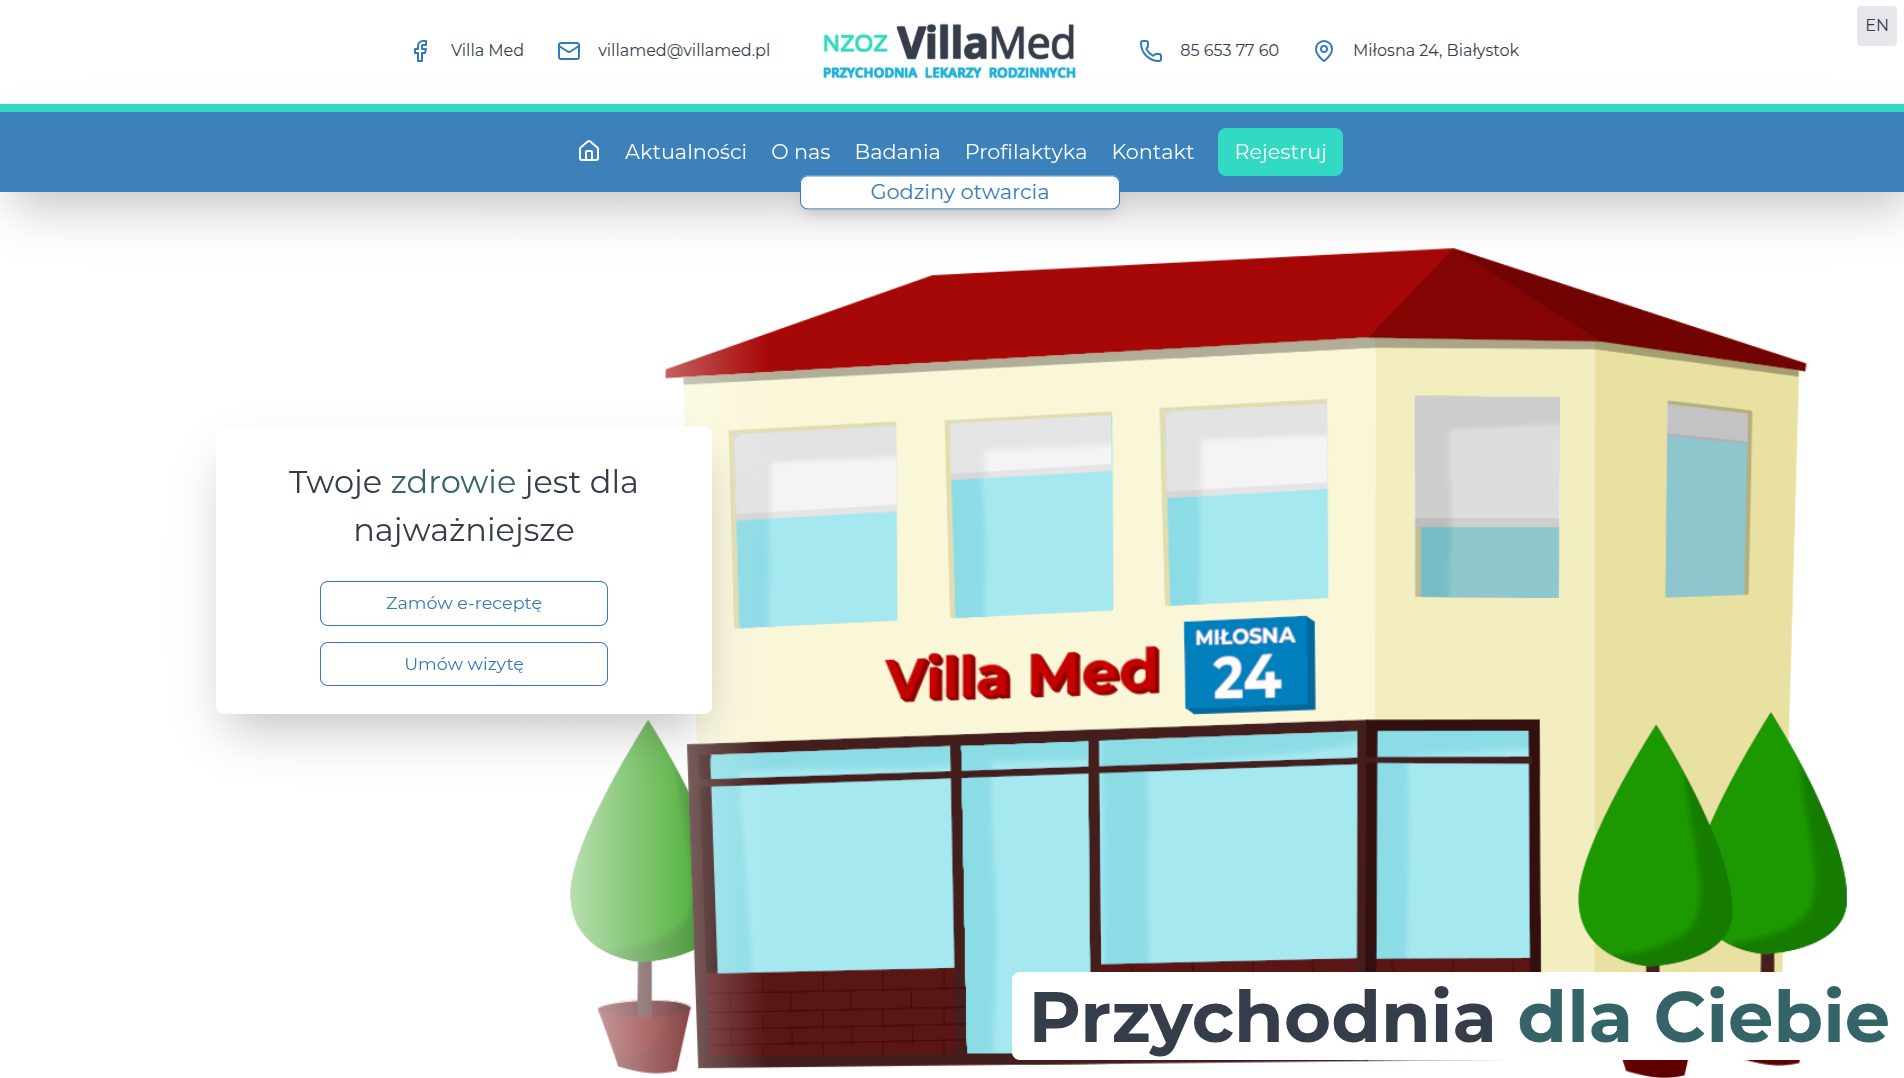 Villa Med
villamed@villamed.pl
NZOZ VillaMed
PRZYCHODNIA LEKARZY RODZINNYCH
85 653 77 60
Miłosna 24, Białystok
EN
Aktualności
O nas
Badania
Profilaktyka
Kontakt
Rejestruj
Godziny otwarcia
Twoje zdrowie jest dla
najważniejsze
Zamów e-receptę
Umów wizytę
Villa Med
MIŁOSNA
24
Przychodnia dla Ciebie